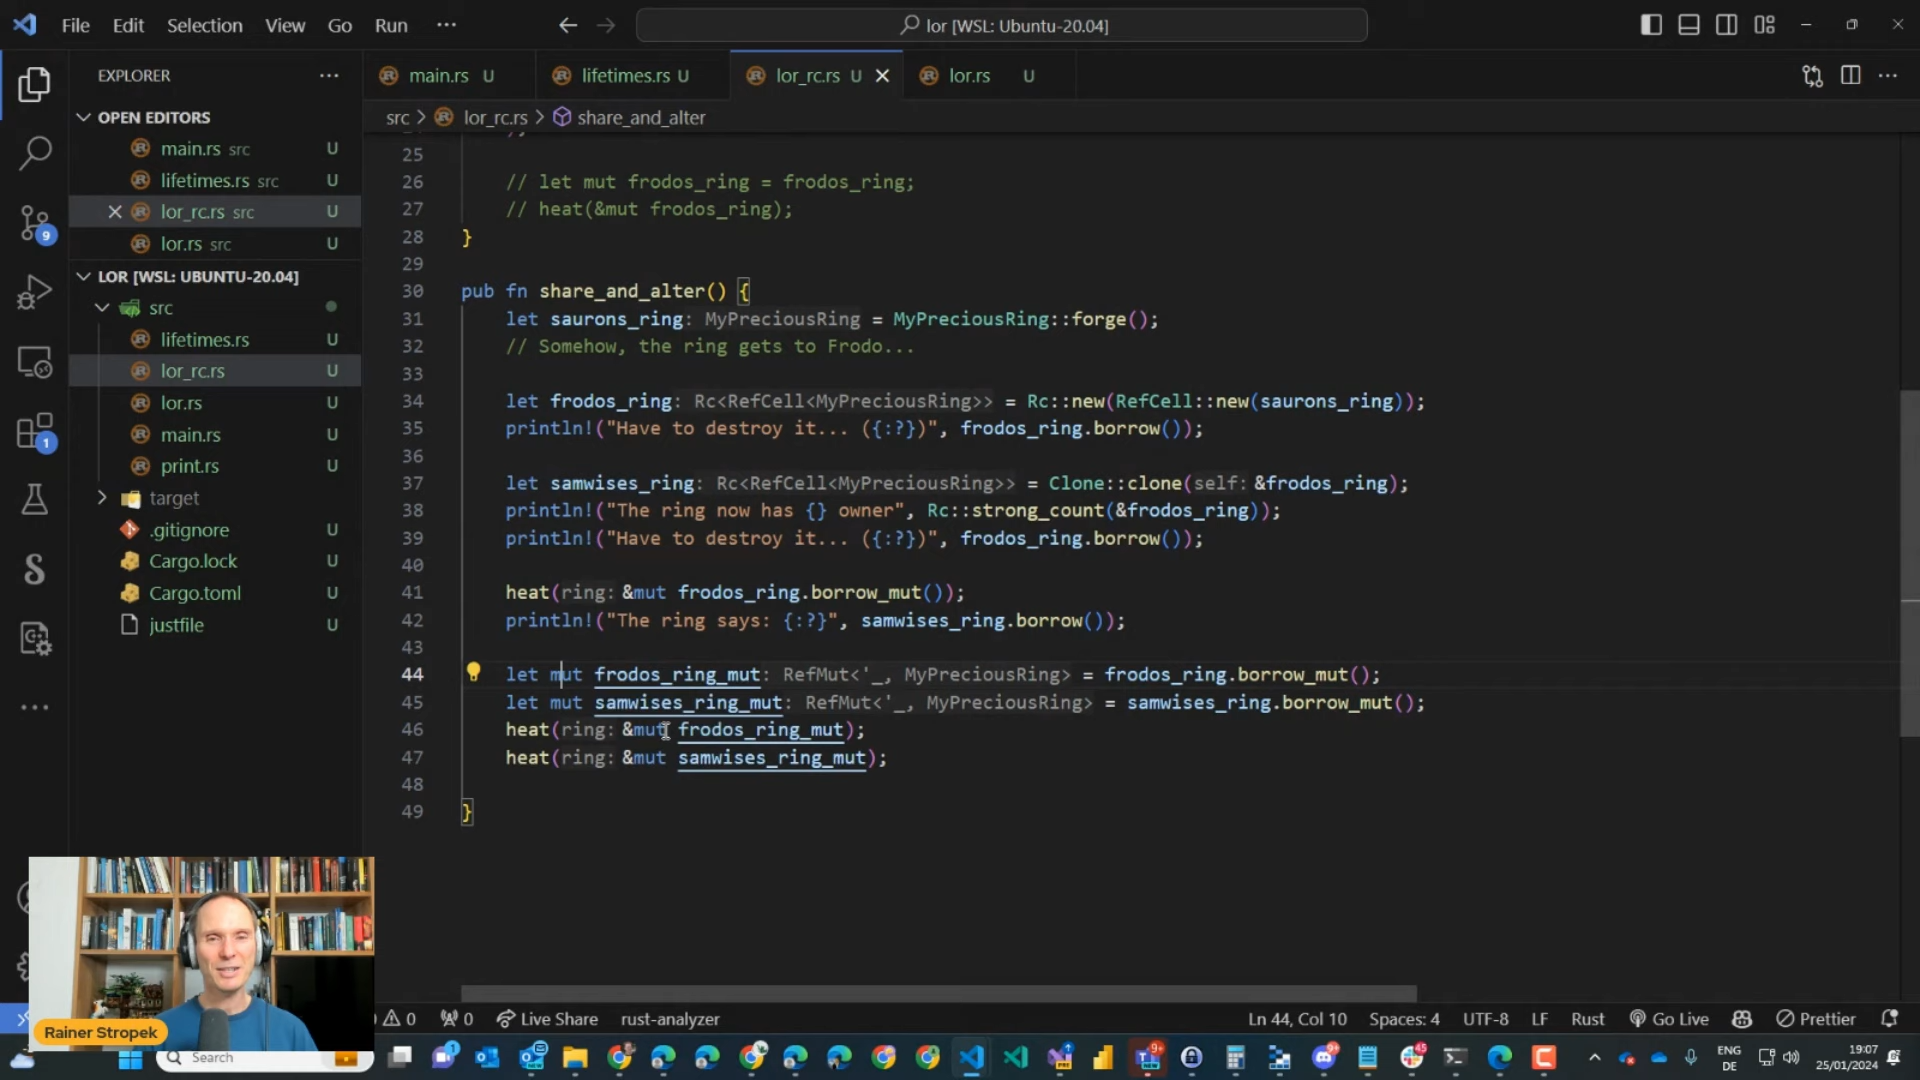 File Edit Selection View Go Run ··· lor [WSL: Ubuntu-20.04]
EXPLORER ···
main.rs U lifetimes.rs U lor_rc.rs U lor.rs U
src > lor_rc.rs > share_and_alter
OPEN EDITORS
main.rs src U
lifetimes.rs src U
lor_rc.rs src U
lor.rs src U
LOR [WSL: UBUNTU-20.04]
src
lifetimes.rs U
lor_rc.rs U
lor.rs U
main.rs U
print.rs U
target
.gitignore U
Cargo.lock U
Cargo.toml U
justfile U
9
1
25
26 // let mut frodos_ring = frodos_ring;
27 // heat(&mut frodos_ring);
28 }
29
30 pub fn share_and_alter() {
31 let saurons_ring: MyPreciousRing = MyPreciousRing::forge();
32 // Somehow, the ring gets to Frodo...
33
34 let frodos_ring: Rc<RefCell<MyPreciousRing>> = Rc::new(RefCell::new(saurons_ring));
35 println!("Have to destroy it... ({:?})", frodos_ring.borrow());
36
37 let samwises_ring: Rc<RefCell<MyPreciousRing>> = Clone::clone(self: &frodos_ring);
38 println!("The ring now has {} owner", Rc::strong_count(&frodos_ring));
39 println!("Have to destroy it... ({:?})", frodos_ring.borrow());
40
41 heat(ring: &mut frodos_ring.borrow_mut());
42 println!("The ring says: {:?}", samwises_ring.borrow());
43
44 let mut frodos_ring_mut: RefMut<'_, MyPreciousRing> = frodos_ring.borrow_mut();
45 let mut samwises_ring_mut: RefMut<'_, MyPreciousRing> = samwises_ring.borrow_mut();
46 heat(ring: &mut frodos_ring_mut);
47 heat(ring: &mut samwises_ring_mut);
48
49 }
Rainer Stropek
0 0 Live Share rust-analyzer Ln 44, Col 10 Spaces: 4 UTF-8 LF Rust Go Live Prettier
Search
ENG
DE
19:07
25/01/2024